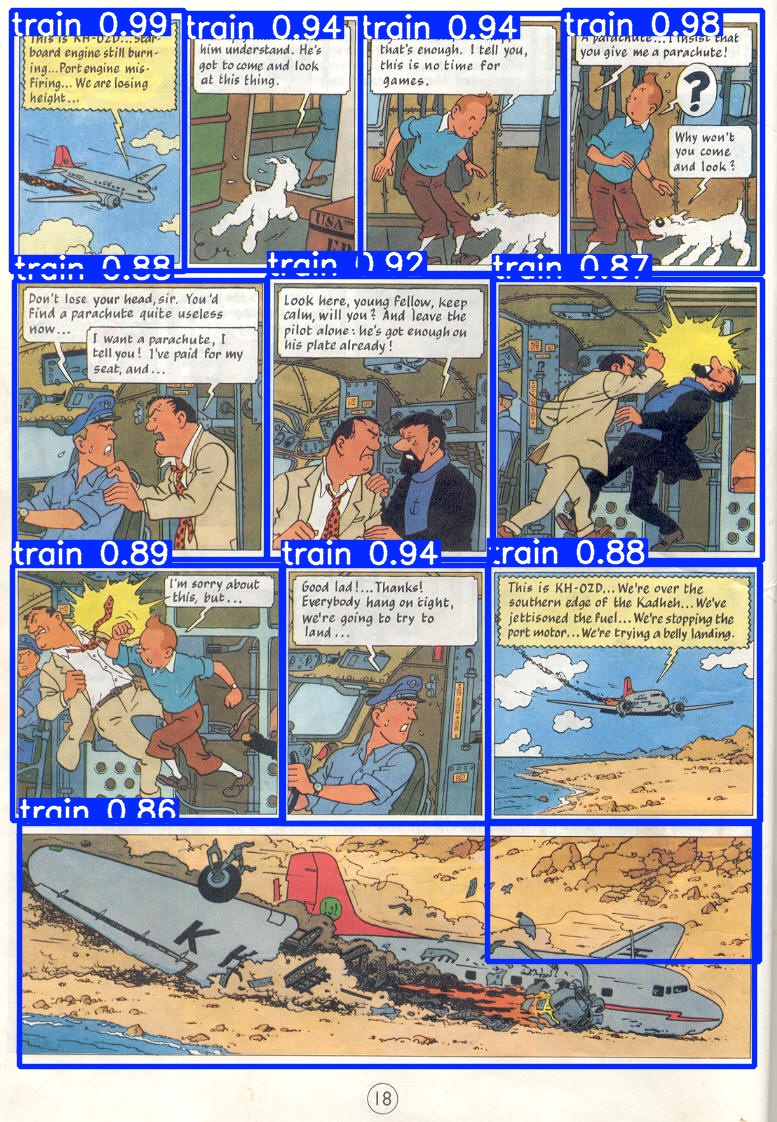 train 0.99
This is KH-OZD... Star-
board engine still burn-
ing... Port engine mis-
firing... We are losing
height...
train 0.94
him understand. He's
got to come and look
at this thing.
USA
train 0.94
that's enough. I tell you,
this is no time for
games.
train 0.98
A parachute... I insist that
you give me a parachute!
?
Why won't
you come
and look?
train 0.88
Don't lose your head, sir. You'd
find a parachute quite useless
now...
I want a parachute, I
tell you! I've paid for my
seat, and...
train 0.92
Look here, young fellow, keep
calm, will you? And leave the
pilot alone: he's got enough on
his plate already!
train 0.87
train 0.89
I'm sorry about
this, but...
train 0.94
Good lad!... Thanks!
Everybody hang on tight,
we're going to try to
land...
train 0.88
This is KH-OZD... We're over the
southern edge of the Kadheh... We've
jettisoned the fuel... We're stopping the
port motor... We're trying a belly landing.
train 0.86
K H
18